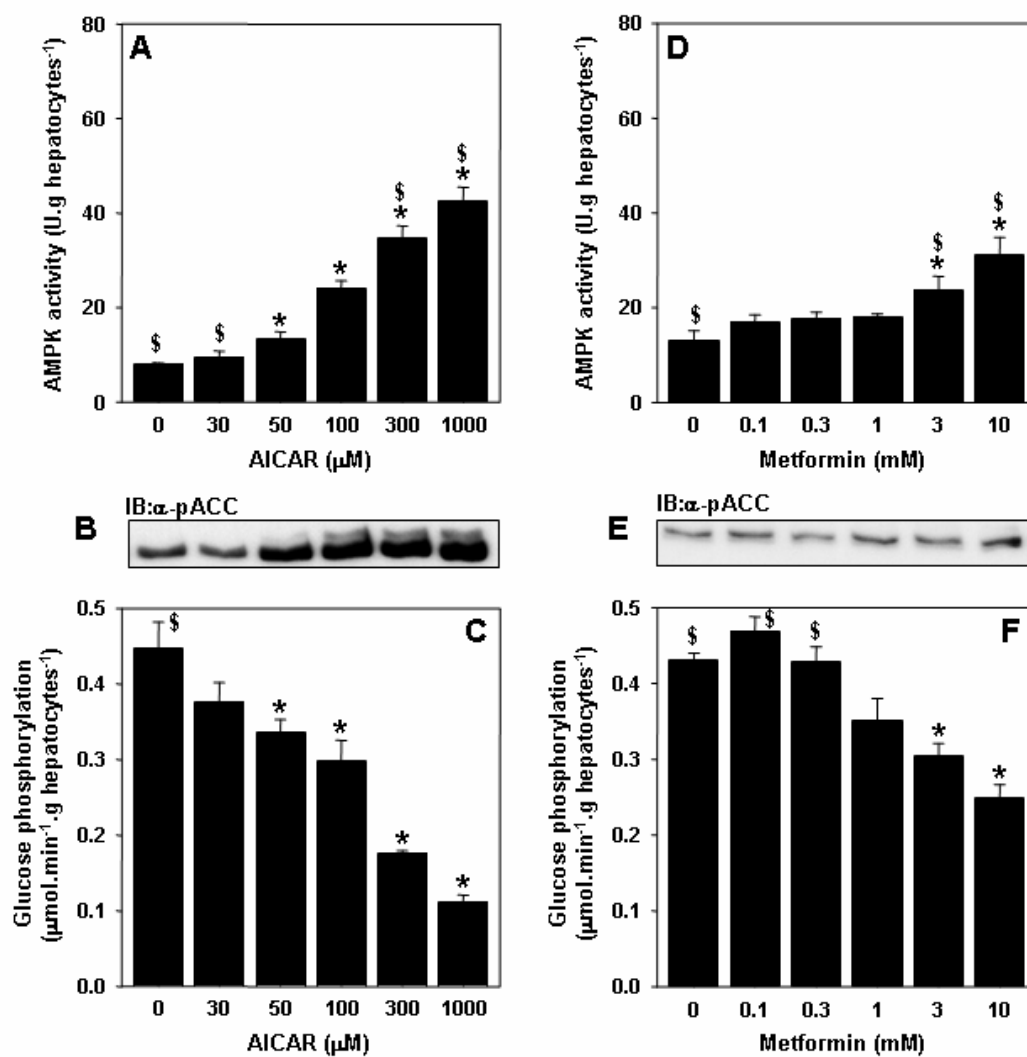 A
AMPK activity (U.g hepatocytes⁻¹)
80
60
40
20
0
$ $ * * $ * $ *
0 30 50 100 300 1000
AICAR (µM)
IB:α-pACC
B
C
Glucose phosphorylation
(µmol.min⁻¹.g hepatocytes⁻¹)
0.5
0.4
0.3
0.2
0.1
0.0
$ * * * *
0 30 50 100 300 1000
AICAR (µM)
D
AMPK activity (U.g hepatocytes⁻¹)
80
60
40
20
0
$ $ * $ *
0 0.1 0.3 1 3 10
Metformin (mM)
IB:α-pACC
E
F
Glucose phosphorylation
(µmol.min⁻¹.g hepatocytes⁻¹)
0.5
0.4
0.3
0.2
0.1
0.0
$ $ $ * *
0 0.1 0.3 1 3 10
Metformin (mM)